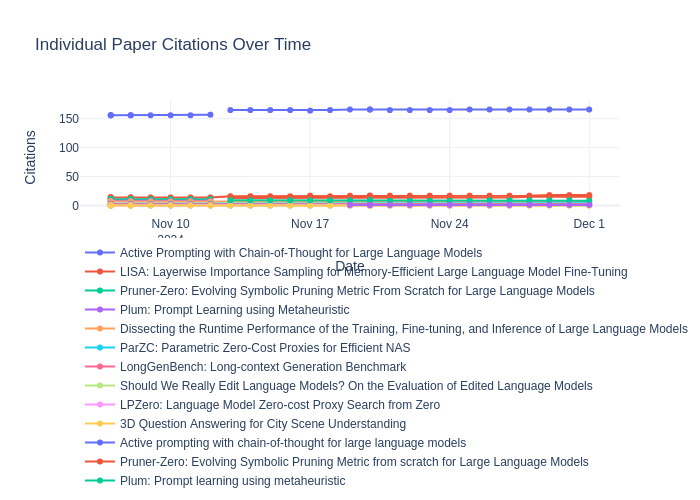 Individual Paper Citations Over Time
Citations
150
100
50
0
Nov 10
2024
Nov 17
Nov 24
Dec 1
Date
Active Prompting with Chain-of-Thought for Large Language Models
LISA: Layerwise Importance Sampling for Memory-Efficient Large Language Model Fine-Tuning
Pruner-Zero: Evolving Symbolic Pruning Metric From Scratch for Large Language Models
Plum: Prompt Learning using Metaheuristic
Dissecting the Runtime Performance of the Training, Fine-tuning, and Inference of Large Language Models
ParZC: Parametric Zero-Cost Proxies for Efficient NAS
LongGenBench: Long-context Generation Benchmark
Should We Really Edit Language Models? On the Evaluation of Edited Language Models
LPZero: Language Model Zero-cost Proxy Search from Zero
3D Question Answering for City Scene Understanding
Active prompting with chain-of-thought for large language models
Pruner-Zero: Evolving Symbolic Pruning Metric from scratch for Large Language Models
Plum: Prompt learning using metaheuristic